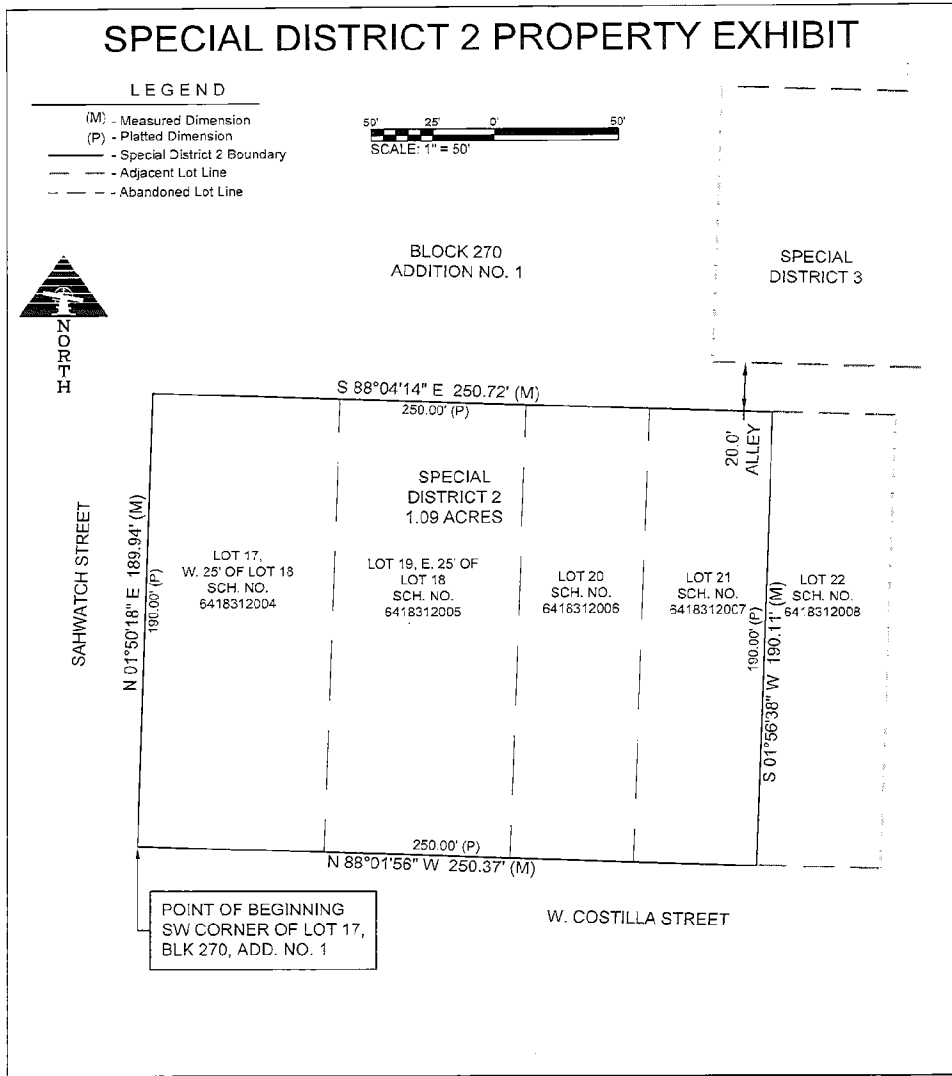 SPECIAL DISTRICT 2 PROPERTY EXHIBIT
LEGEND
(M) - Measured Dimension
(P) - Platted Dimension
- Special District 2 Boundary
- Adjacent Lot Line
- Abandoned Lot Line
50' 25' 0' 50'
SCALE: 1" = 50'
BLOCK 270
ADDITION NO. 1
SPECIAL
DISTRICT 3
NORTH
S 88°04'14" E 250.72' (M)
250.00' (P)
20.0'
ALLEY
SPECIAL
DISTRICT 2
1.09 ACRES
SAHWATCH STREET
N 01°50'18" E 189.94' (M)
190.00' (P)
LOT 17,
W. 25' OF LOT 18
SCH. NO.
6418312004
LOT 19, E. 25' OF
LOT 18
SCH. NO.
6418312005
LOT 20
SCH. NO.
6418312006
LOT 21
SCH. NO.
6418312007
190.00' (P)
S 01°56'38" W 190.11' (M)
LOT 22
SCH. NO.
6418312008
250.00' (P)
N 88°01'56" W 250.37' (M)
POINT OF BEGINNING
SW CORNER OF LOT 17,
BLK 270, ADD. NO. 1
W. COSTILLA STREET